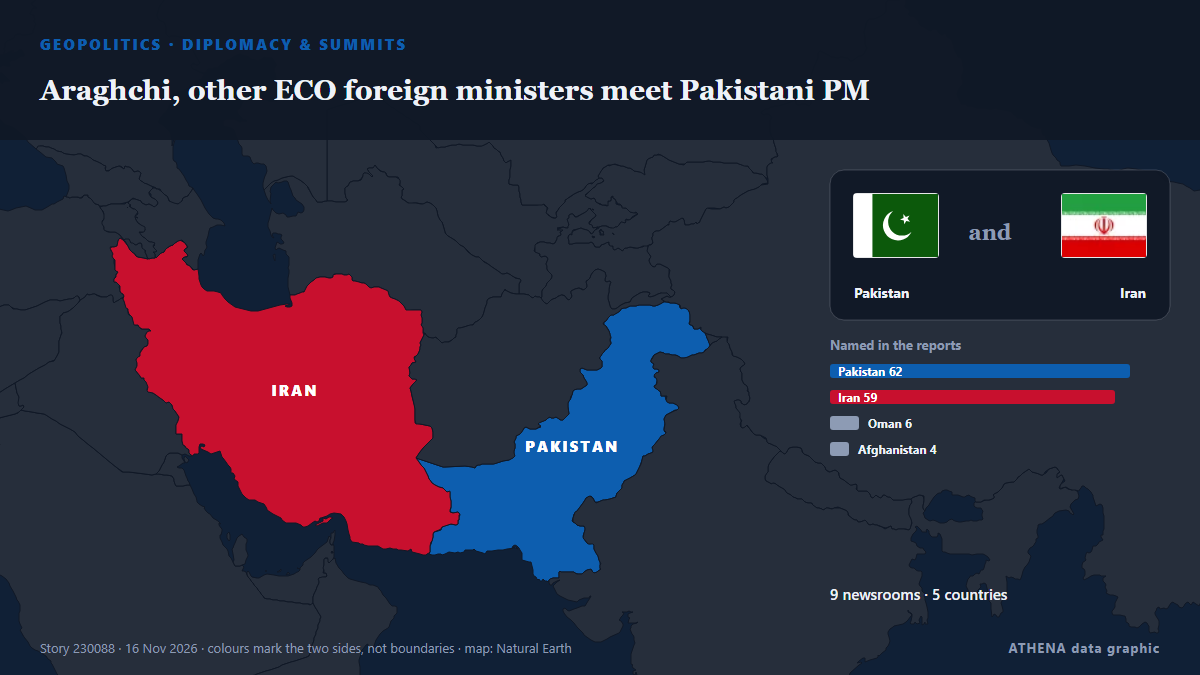 GEOPOLITICS · DIPLOMACY & SUMMITS
Araghchi, other ECO foreign ministers meet Pakistani PM
and
Pakistan
Iran
Named in the reports
Pakistan 62
Iran 59
Oman 6
Afghanistan 4
IRAN
PAKISTAN
9 newsrooms · 5 countries
Story 230088 · 16 Nov 2026 · colours mark the two sides, not boundaries · map: Natural Earth
ATHENA data graphic